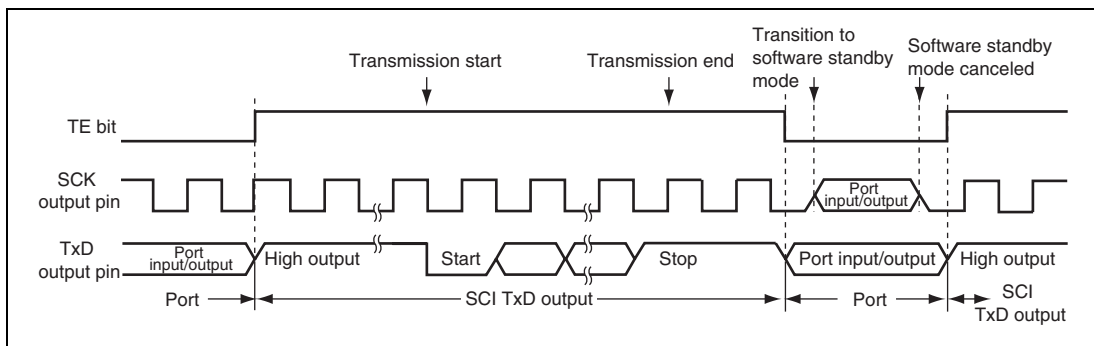 Transmission start
Transmission end
Transition to
software standby
mode
Software standby
mode canceled
TE bit
SCK
output pin
Port
input/output
TxD
output pin
Port
input/output
High output
Start
Stop
Port input/output
High output
Port
SCI TxD output
Port
SCI
TxD output